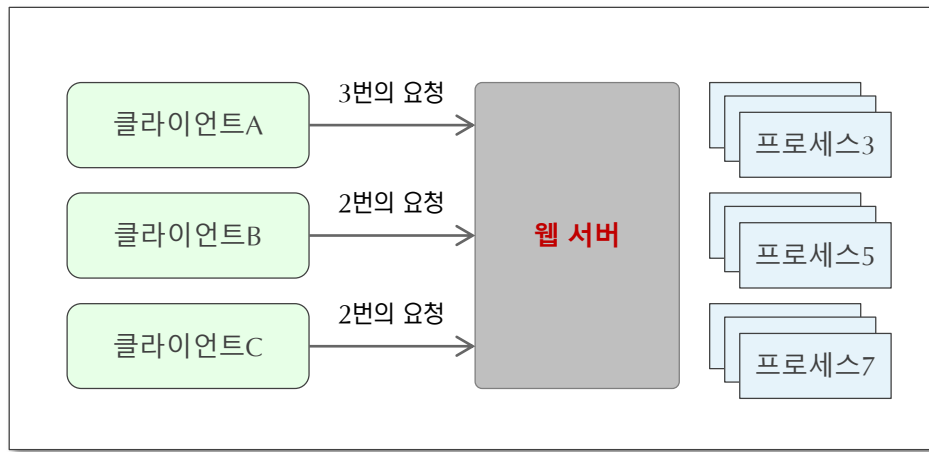 3번의 요청
클라이언트A
프로세스3
2번의 요청
클라이언트B
웹 서버
프로세스5
2번의 요청
클라이언트C
프로세스7